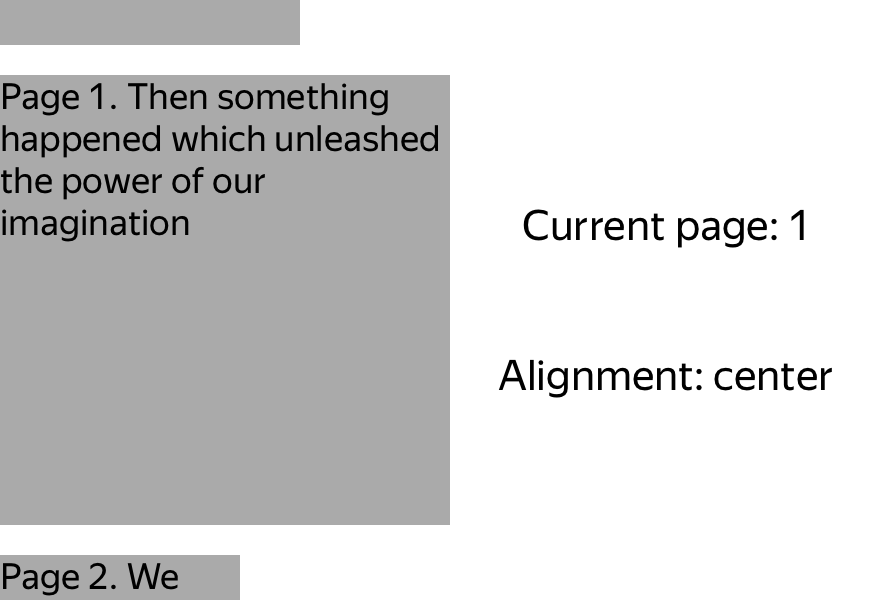 Page 1. Then something
happened which unleashed
the power of our
imagination
Current page: 1
Alignment: center
Page 2. We